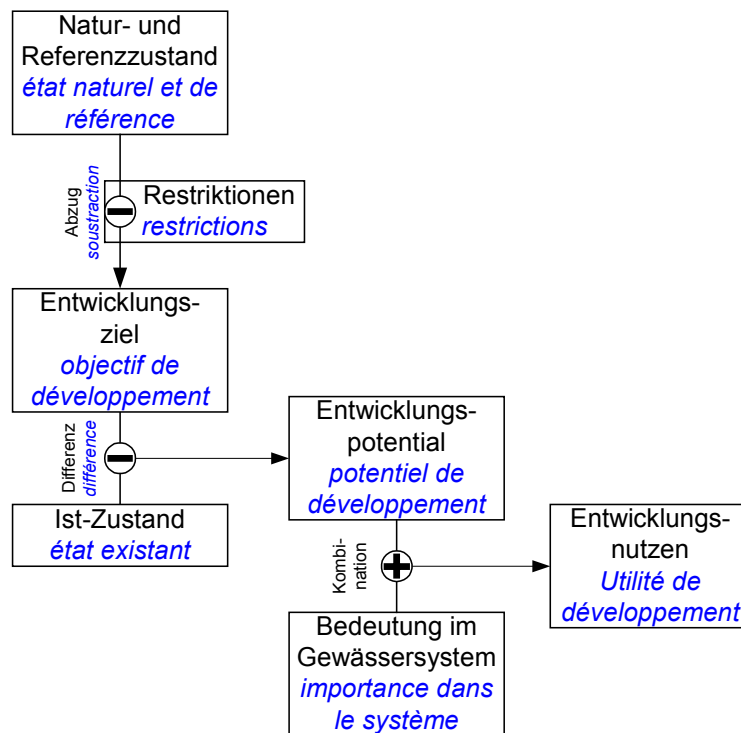 Natur- und
Referenzzustand
état naturel et de
référence
Abzug
soustraction
Restriktionen
restrictions
Entwicklungs-
ziel
objectif de
développement
Differenz
différence
Ist-Zustand
état existant
Entwicklungs-
potential
potentiel de
développement
Kombi-
nation
Bedeutung im
Gewässersystem
importance dans
le système
Entwicklungs-
nutzen
Utilité de
développement